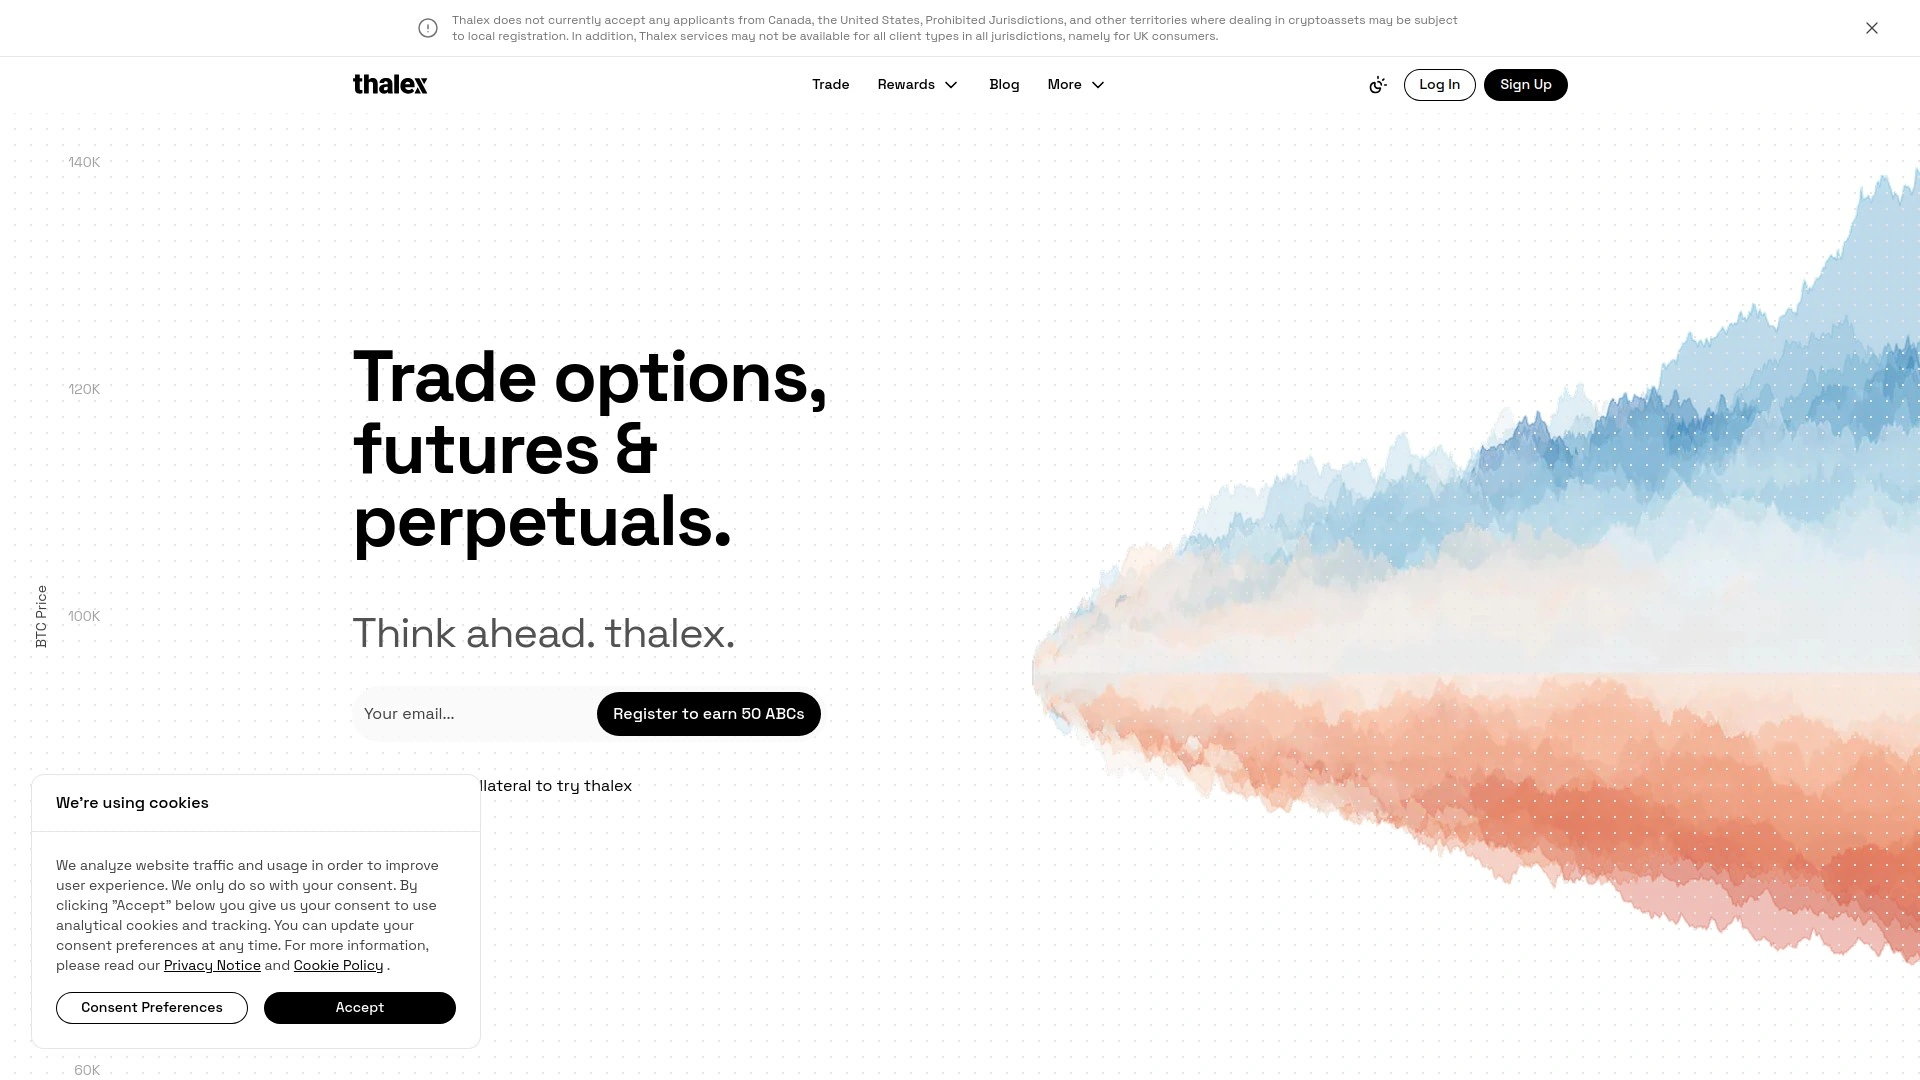 Thalex does not currently accept any applicants from Canada, the United States, Prohibited Jurisdictions, and other territories where dealing in cryptoassets may be subject
to local registration. In addition, Thalex services may not be available for all client types in all jurisdictions, namely for UK consumers.
thalex
Trade
Rewards
Blog
More
Log In
Sign Up
140K
120K
100K
60K
BTC Price
Trade options,
futures &
perpetuals.
Think ahead. thalex.
Your email...
Register to earn 50 ABCs
to try thalex
We're using cookies
We analyze website traffic and usage in order to improve
user experience. We only do so with your consent. By
clicking "Accept" below you give us your consent to use
analytical cookies and tracking. You can update your
consent preferences at any time. For more information,
please read our Privacy Notice and Cookie Policy .
Consent Preferences
Accept